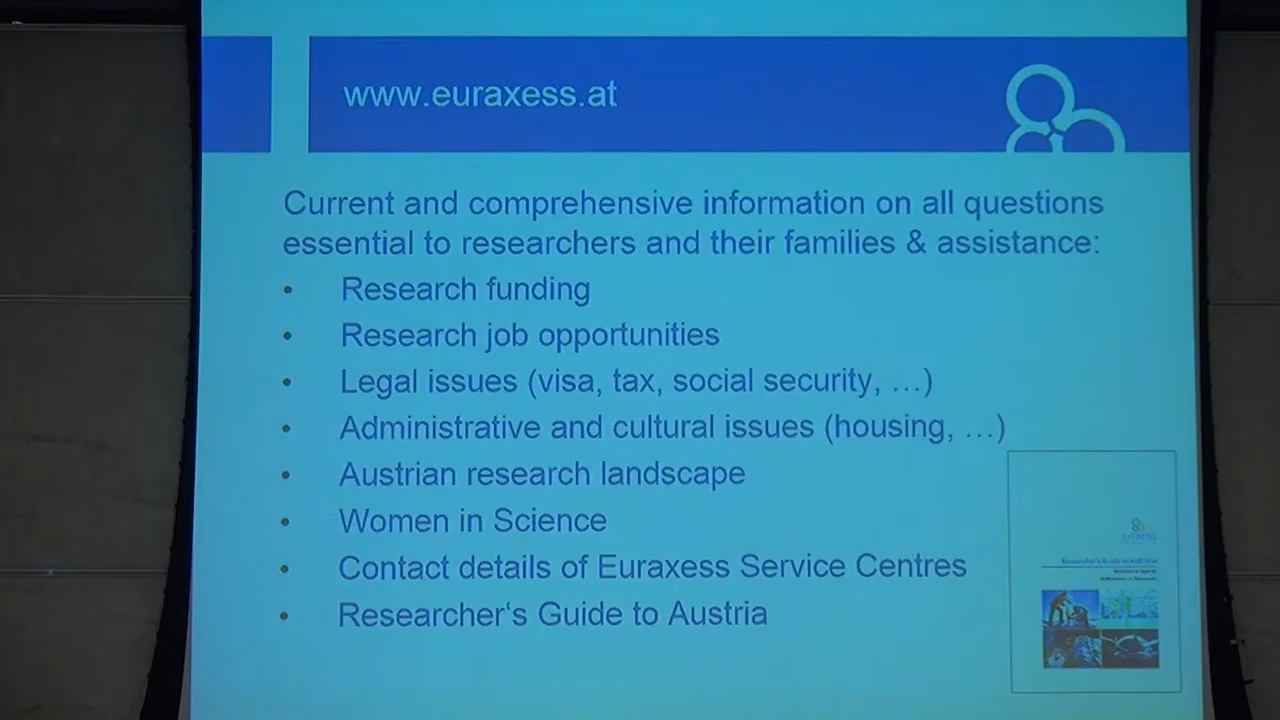 www.euraxess.at
Current and comprehensive information on all questions
essential to researchers and their families & assistance:
• Research funding
• Research job opportunities
• Legal issues (visa, tax, social security, …)
• Administrative and cultural issues (housing, …)
• Austrian research landscape
• Women in Science
• Contact details of Euraxess Service Centres
• Researcher‘s Guide to Austria